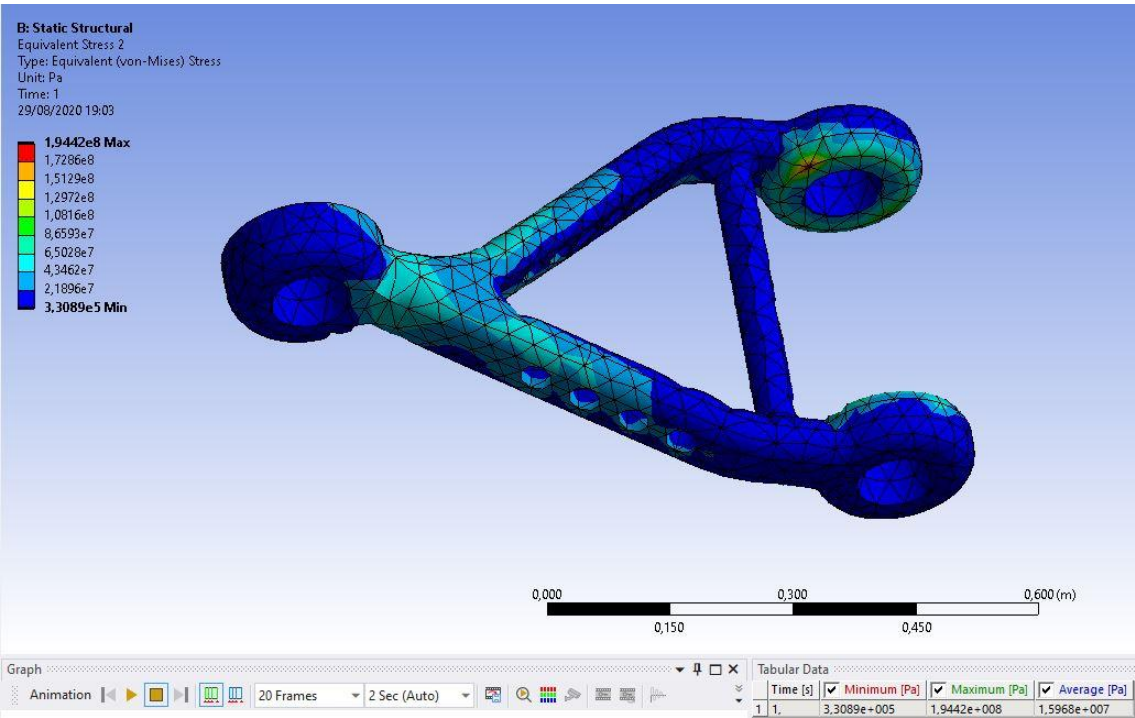 B: Static Structural
Equivalent Stress 2
Type: Equivalent (von-Mises) Stress
Unit: Pa
Time: 1
29/08/2020 19:03
1,9442e8 Max
1,7286e8
1,5129e8
1,2972e8
1,0816e8
8,6593e7
6,5028e7
4,3462e7
2,1896e7
3,3089e5 Min
0,000 0,300 0,600 (m)
0,150 0,450
Graph
Animation 20 Frames 2 Sec (Auto)
Tabular Data
Time [s] Minimum [Pa] Maximum [Pa] Average [Pa]
1 1, 3,3089e+005 1,9442e+008 1,5968e+007